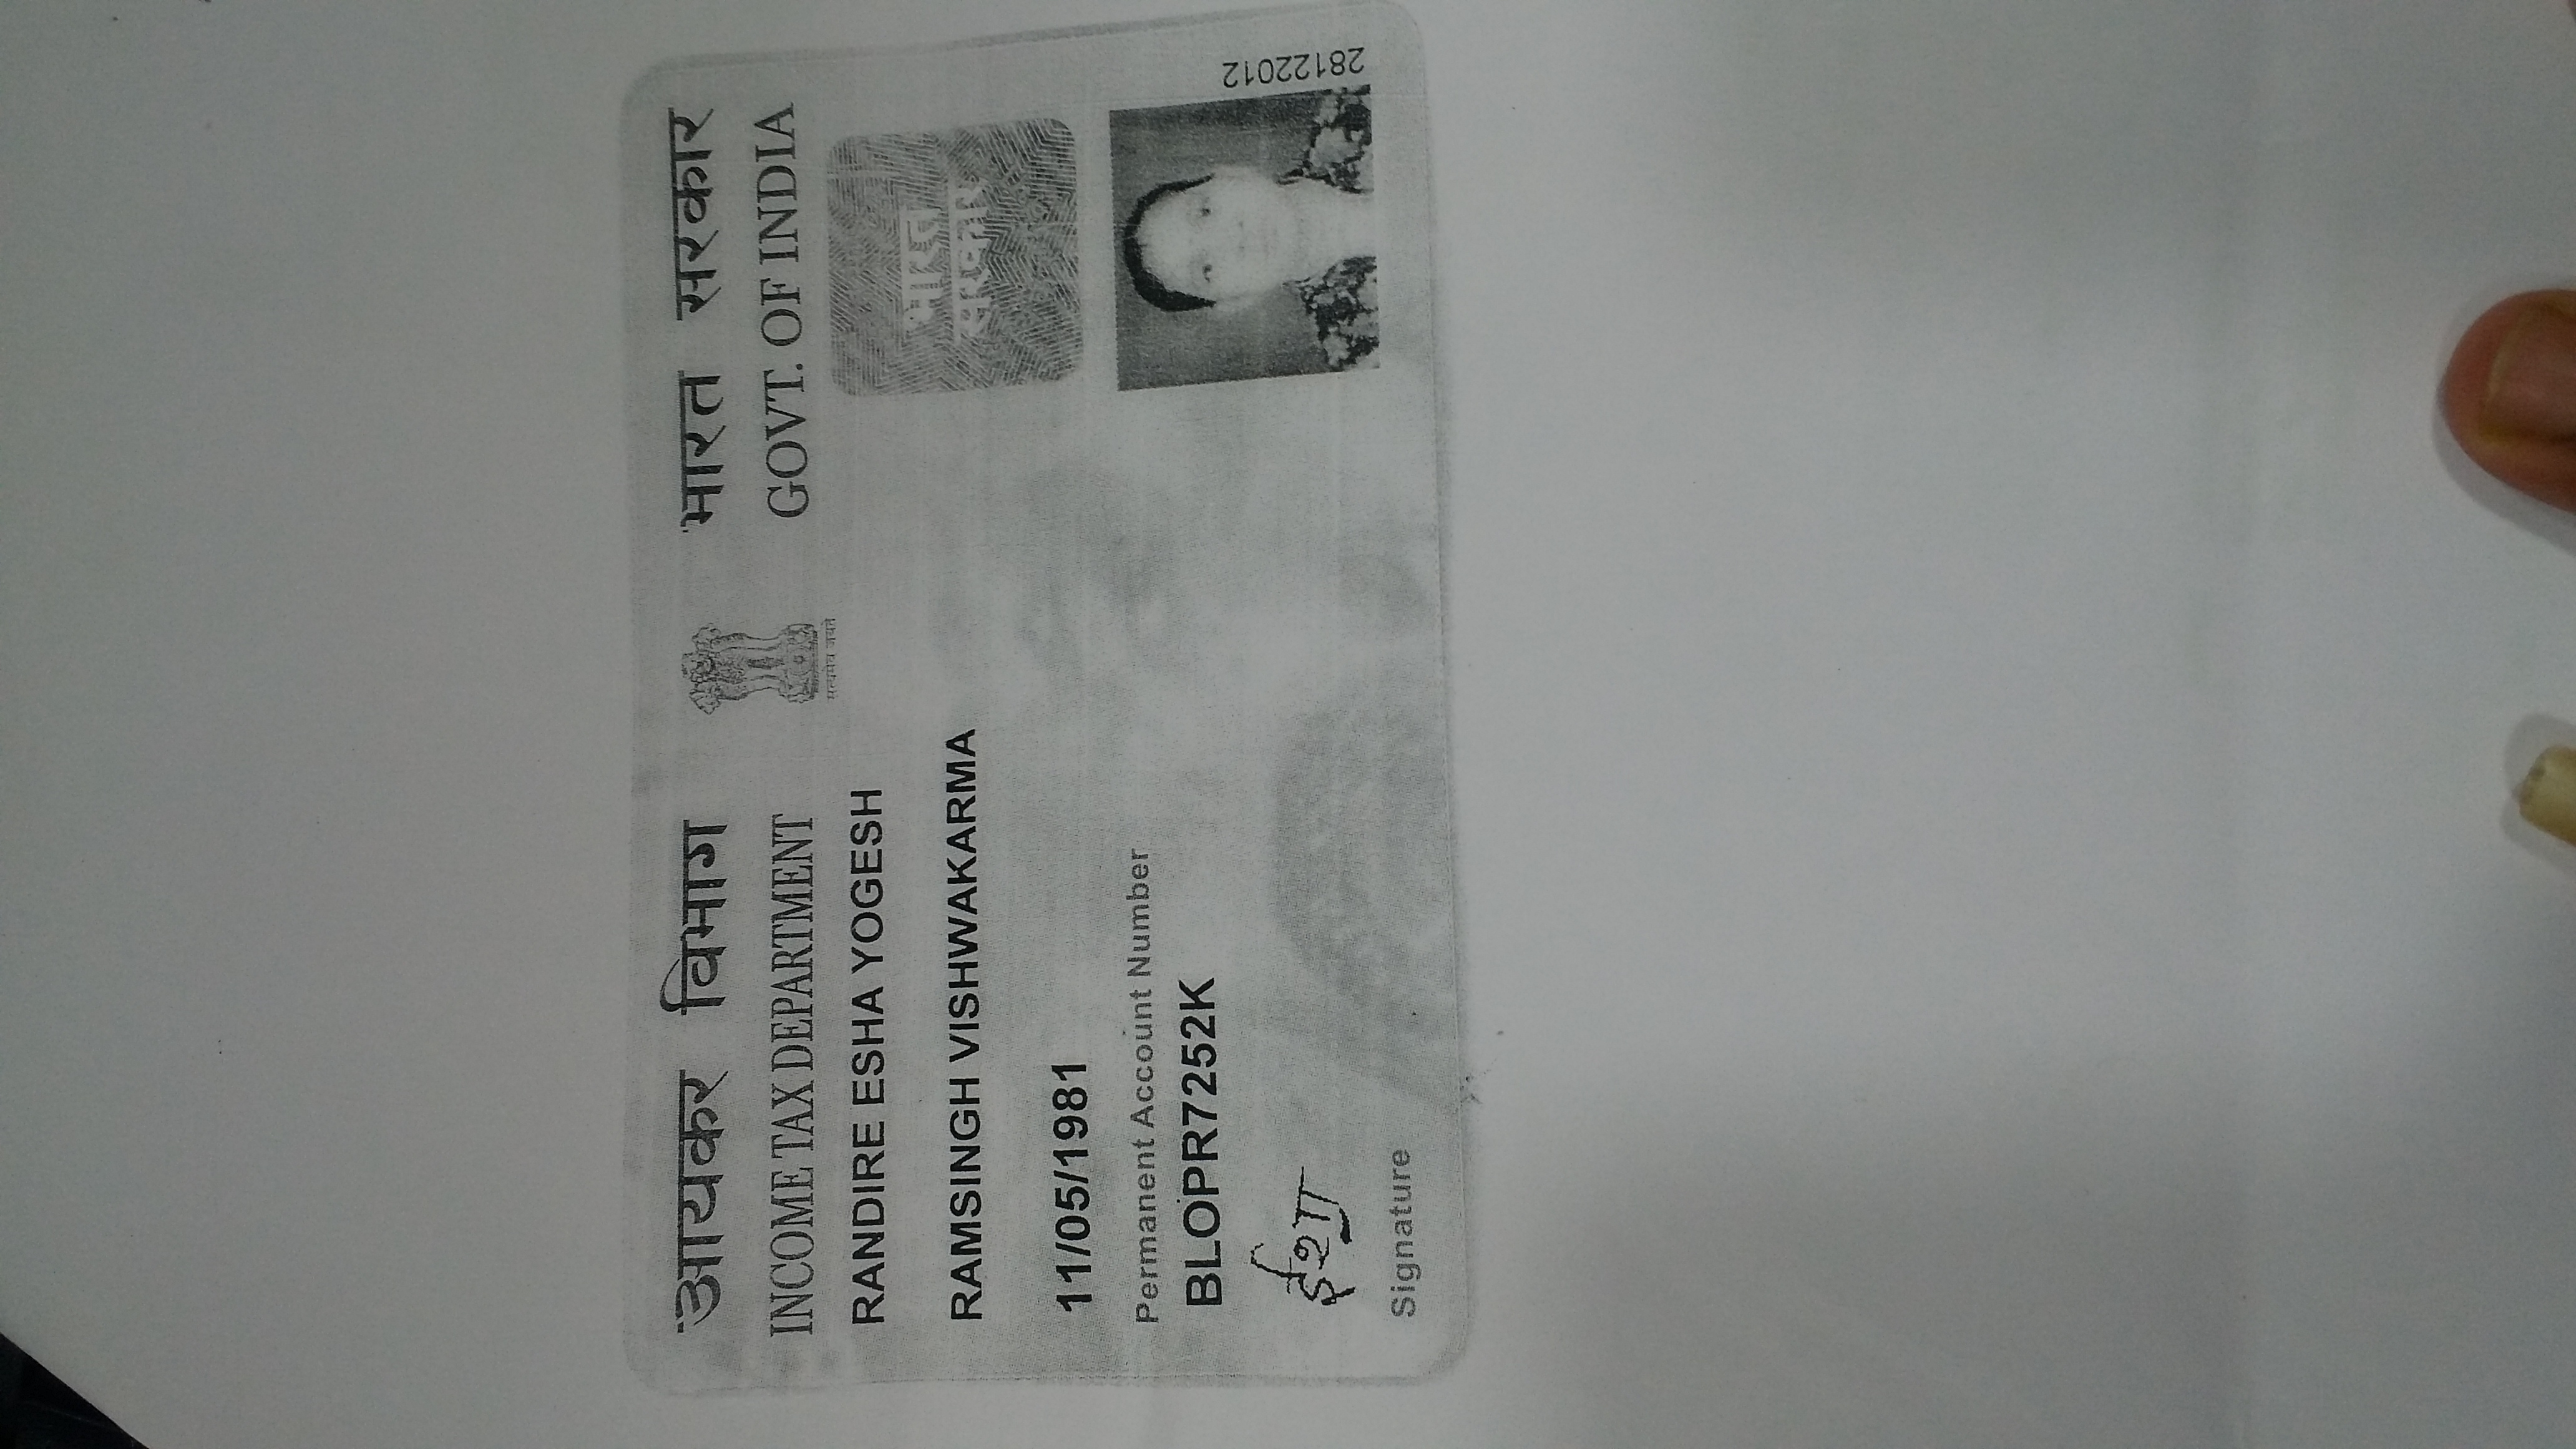 आयकर विभाग
भारत सरकार
INCOME TAX DEPARTMENT
GOVT. OF INDIA
सत्यमेव जयते
RANDIRE ESHA YOGESH
भारत
सरकार
RAMSINGH VISHWAKARMA
11/05/1981
Permanent Account Number
BLOPR7252K
ईशा
Signature
28122012